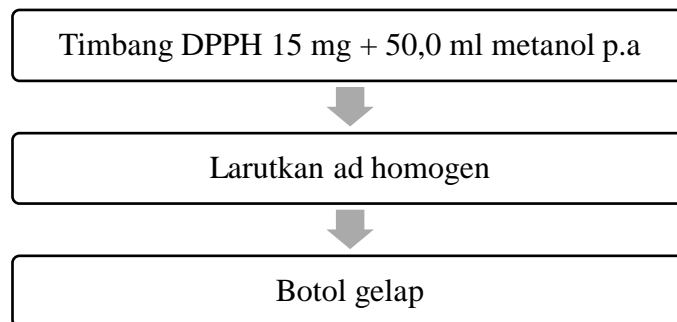 Timbang DPPH 15 mg + 50,0 ml metanol p.a
Larutkan ad homogen
Botol gelap